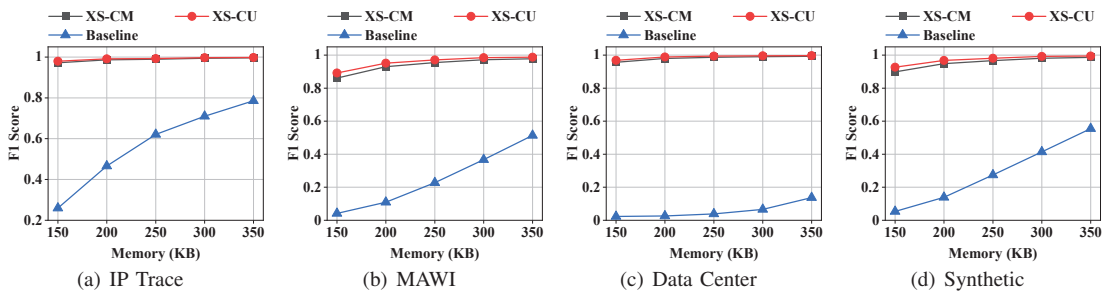 XS-CM XS-CU
Baseline
F1 Score
1
0.8
0.6
0.4
0.2
150 200 250 300 350
Memory (KB)
(a) IP Trace
XS-CM XS-CU
Baseline
F1 Score
1
0.8
0.6
0.4
0.2
0
150 200 250 300 350
Memory (KB)
(b) MAWI
XS-CM XS-CU
Baseline
F1 Score
1
0.8
0.6
0.4
0.2
0
150 200 250 300 350
Memory (KB)
(c) Data Center
XS-CM XS-CU
Baseline
F1 Score
1
0.8
0.6
0.4
0.2
0
150 200 250 300 350
Memory (KB)
(d) Synthetic